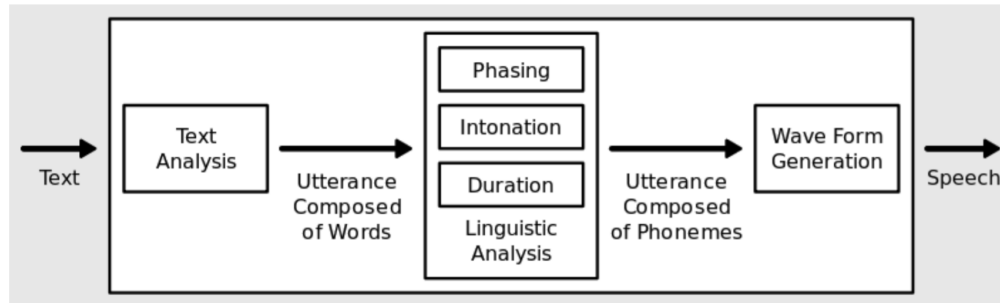 Text
Text
Analysis
Utterance
Composed
of Words
Phasing
Intonation
Duration
Linguistic
Analysis
Utterance
Composed
of Phonemes
Wave Form
Generation
Speech